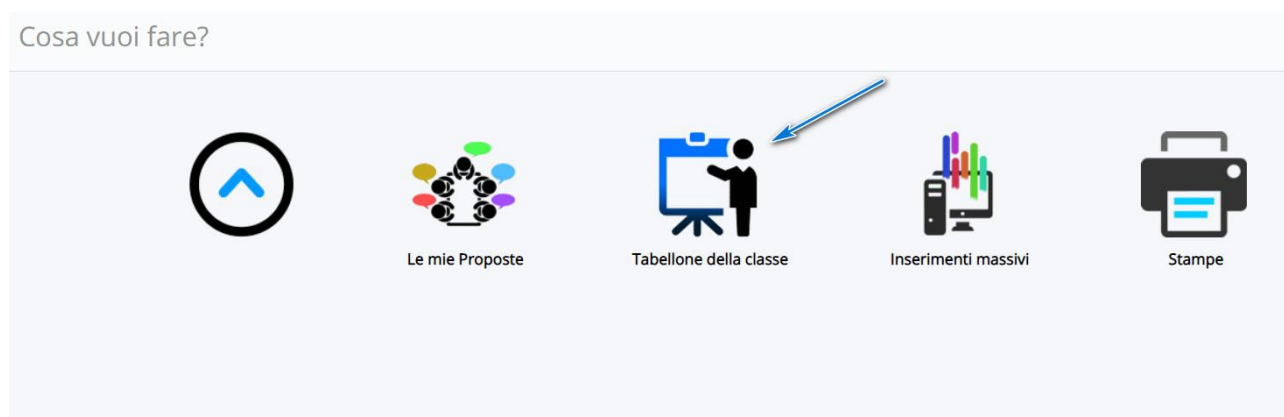 Cosa vuoi fare?
Le mie Proposte
Tabellone della classe
Inserimenti massivi
Stampe